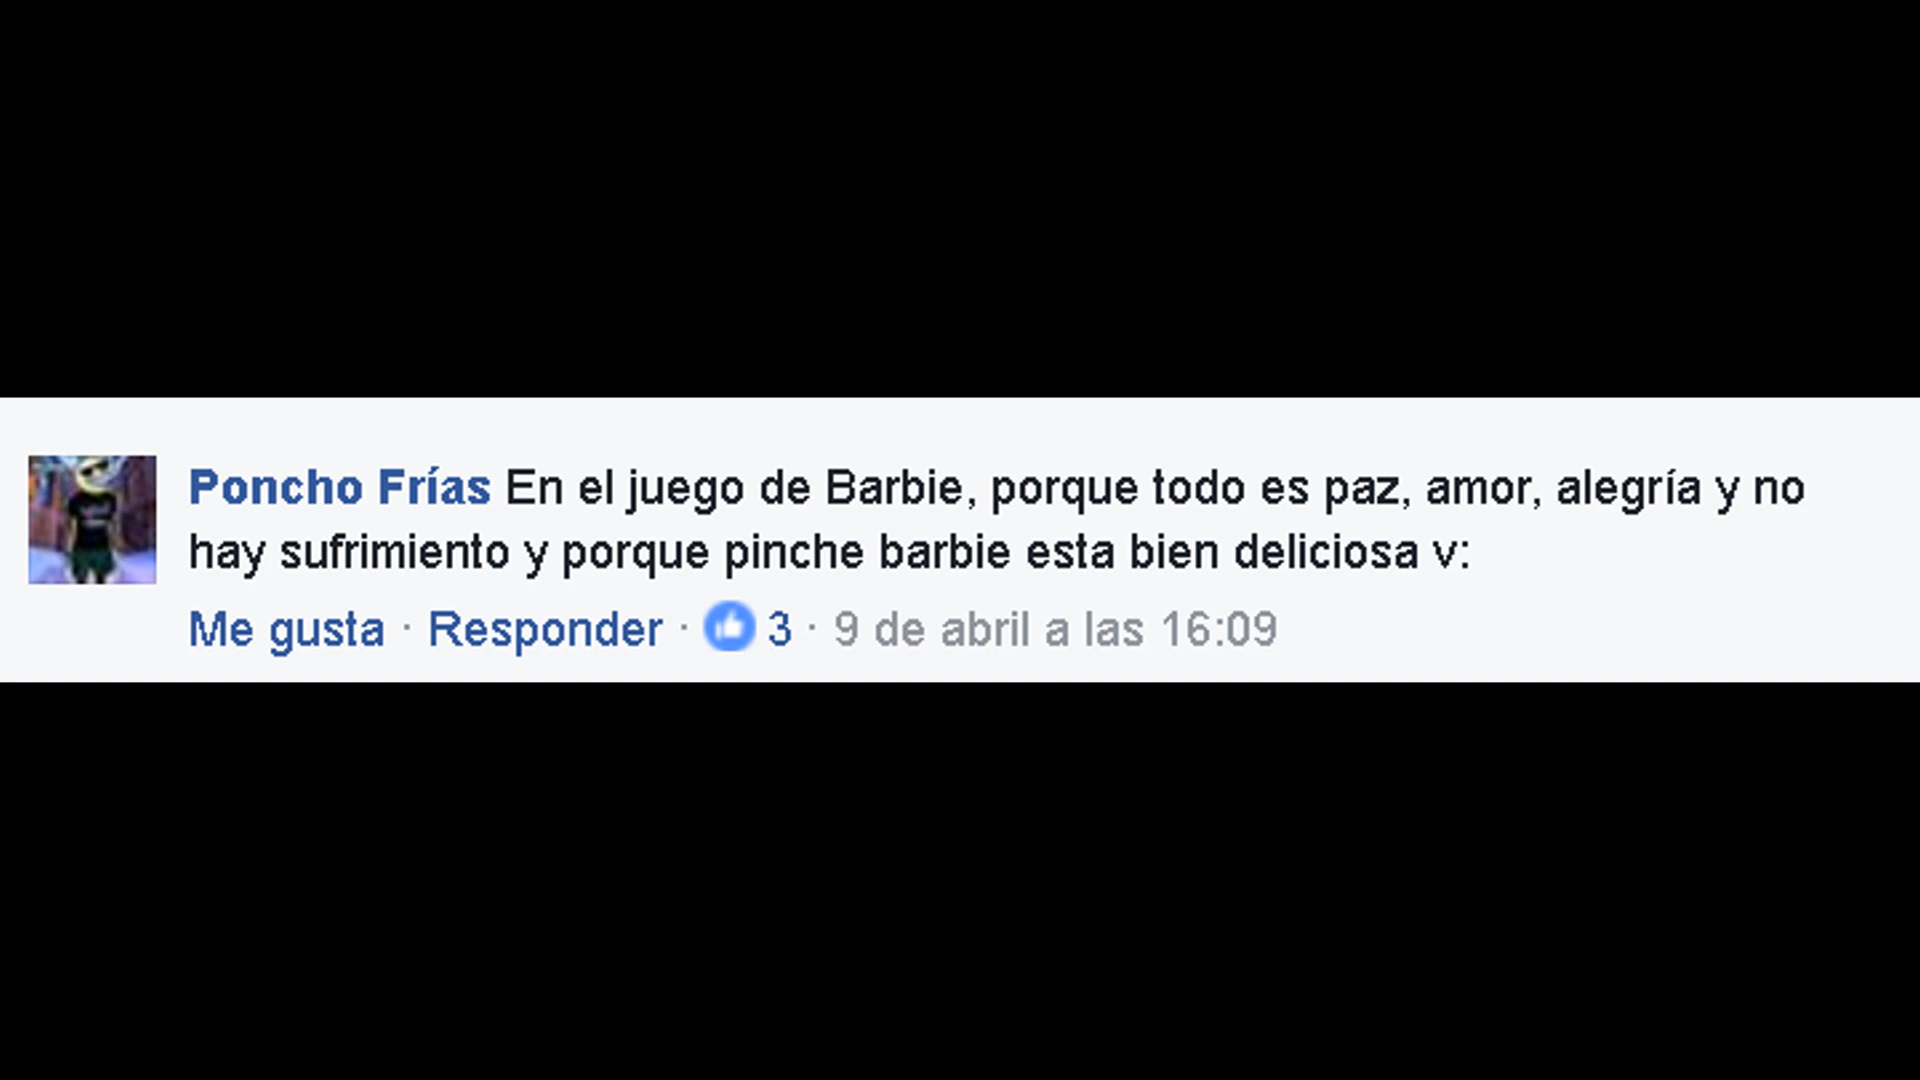 Poncho Frías En el juego de Barbie, porque todo es paz, amor, alegría y no
hay sufrimiento y porque pinche barbie esta bien deliciosa v:
Me gusta · Responder · 3 · 9 de abril a las 16:09